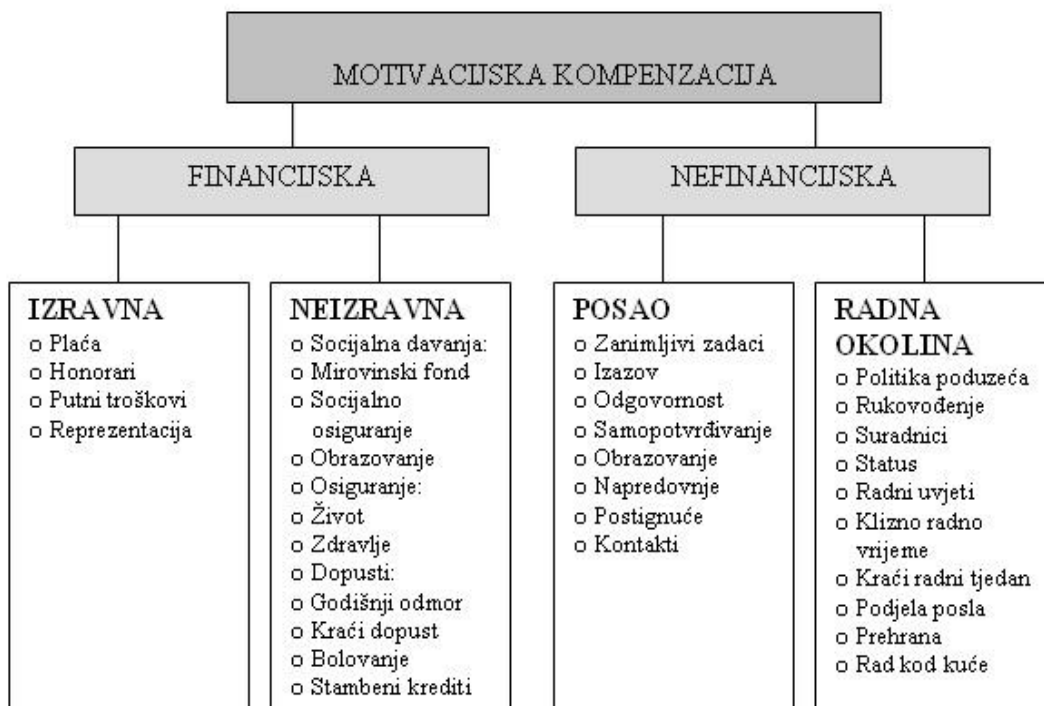 MOTIVACIJSKA KOMPENZACIJA
FINANCIJSKA
NEFINANCIJSKA
IZRAVNA
o Plaća
o Honorari
o Putni troškovi
o Reprezentacija
NEIZRAVNA
o Socijalna davanja:
o Mirovinski fond
o Socijalno
osiguranje
o Obrazovanje
o Osiguranje:
o Život
o Zdravlje
o Dopusti:
o Godišnji odmor
o Kraći dopust
o Bolovanje
o Stambeni krediti
POSAO
o Zanimljivi zadaci
o Izazov
o Odgovornost
o Samopotvrđivanje
o Obrazovanje
o Napredovnje
o Postignuće
o Kontakti
RADNA
OKOLINA
o Politika poduzeća
o Rukovođenje
o Suradnici
o Status
o Radni uvjeti
o Klizno radno
vrijeme
o Kraći radni tjedan
o Podjela posla
o Prehrana
o Rad kod kuće